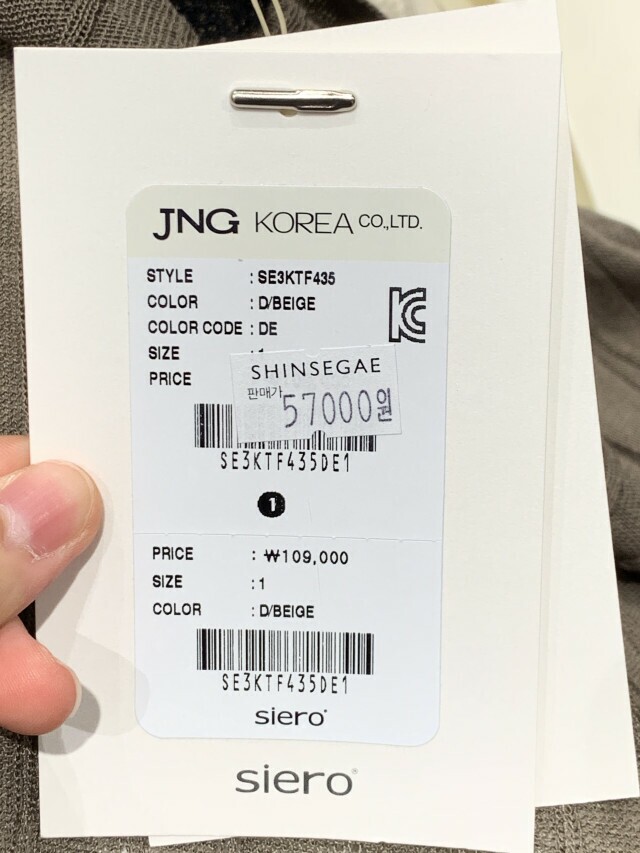 JNG KOREA CO.,LTD.
STYLE : SE3KTF435
COLOR : D/BEIGE
COLOR CODE : DE
SIZE :
PRICE
SHINSEGAE
판매가 57000원
SE3KTF435DE1
1
PRICE : ₩109,000
SIZE : 1
COLOR : D/BEIGE
SE3KTF435DE1
siero
siero